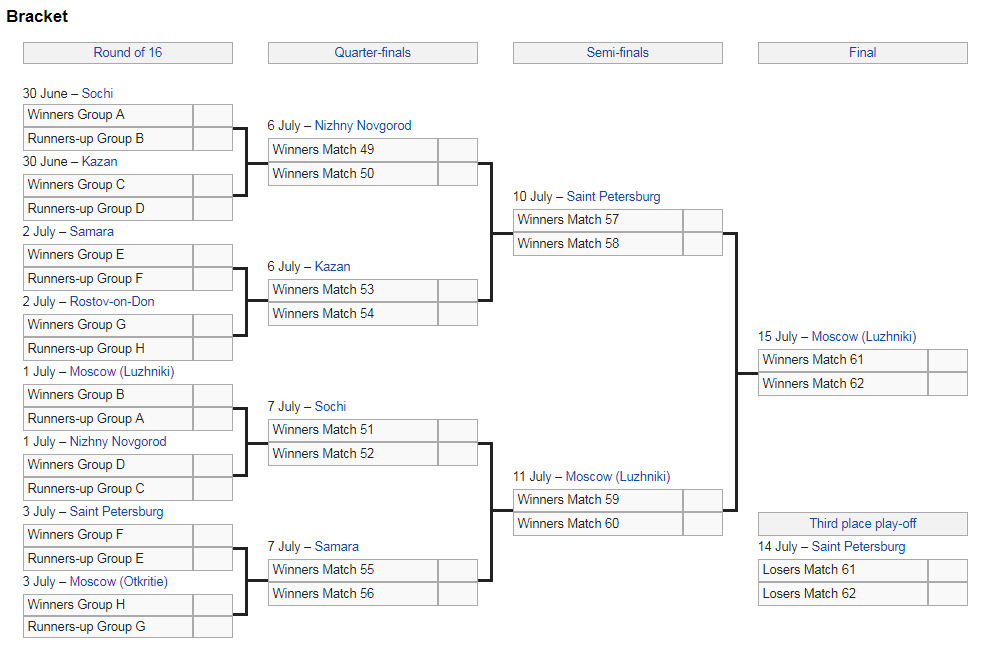 Bracket
Round of 16
Quarter-finals
Semi-finals
Final
30 June – Sochi
Winners Group A
Runners-up Group B
30 June – Kazan
Winners Group C
Runners-up Group D
2 July – Samara
Winners Group E
Runners-up Group F
2 July – Rostov-on-Don
Winners Group G
Runners-up Group H
1 July – Moscow (Luzhniki)
Winners Group B
Runners-up Group A
1 July – Nizhny Novgorod
Winners Group D
Runners-up Group C
3 July – Saint Petersburg
Winners Group F
Runners-up Group E
3 July – Moscow (Otkritie)
Winners Group H
Runners-up Group G
6 July – Nizhny Novgorod
Winners Match 49
Winners Match 50
6 July – Kazan
Winners Match 53
Winners Match 54
7 July – Sochi
Winners Match 51
Winners Match 52
7 July – Samara
Winners Match 55
Winners Match 56
10 July – Saint Petersburg
Winners Match 57
Winners Match 58
11 July – Moscow (Luzhniki)
Winners Match 59
Winners Match 60
15 July – Moscow (Luzhniki)
Winners Match 61
Winners Match 62
Third place play-off
14 July – Saint Petersburg
Losers Match 61
Losers Match 62